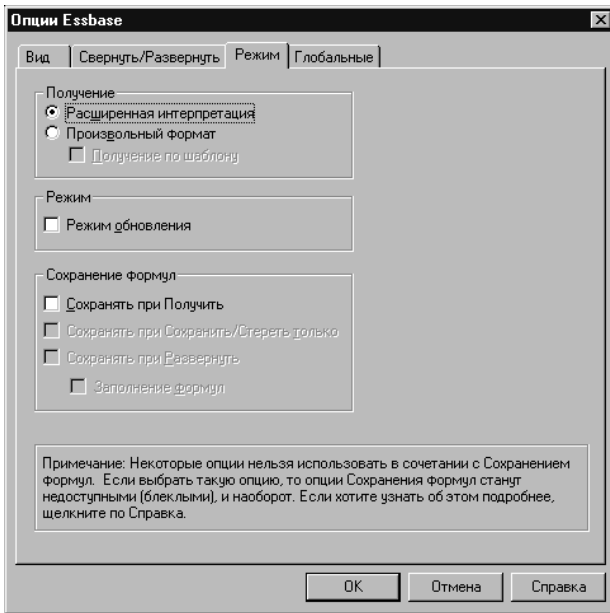 Опции Essbase
Вид Свернуть/Развернуть Режим Глобальные
Получение
Расширенная интерпретация
Произвольный формат
Получение по шаблону
Режим
Режим обновления
Сохранение формул
Сохранять при Получить
Сохранять при Сохранить/Стереть только
Сохранять при Развернуть
Заполнение формул
Примечание: Некоторые опции нельзя использовать в сочетании с Сохранением
формул. Если выбрать такую опцию, то опции Сохранения формул станут
недоступными (блеклыми), и наоборот. Если хотите узнать об этом подробнее,
щелкните по Справка.
OK Отмена Справка